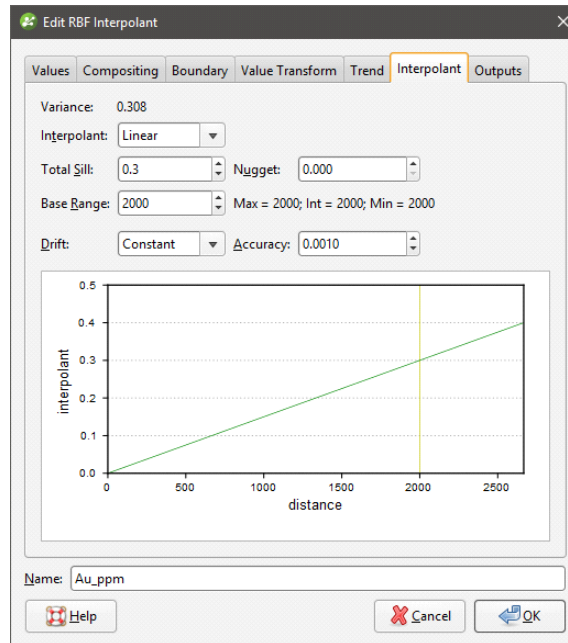 Edit RBF Interpolant
Values Compositing Boundary Value Transform Trend Interpolant Outputs
Variance: 0.308
Interpolant: Linear
Total Sill: 0.3 Nugget: 0.000
Base Range: 2000 Max = 2000; Int = 2000; Min = 2000
Drift: Constant Accuracy: 0.0010
0.5
0.4
0.3
0.2
0.1
0.0
interpolant
0 500 1000 1500 2000 2500
distance
Name: Au_ppm
Help Cancel OK